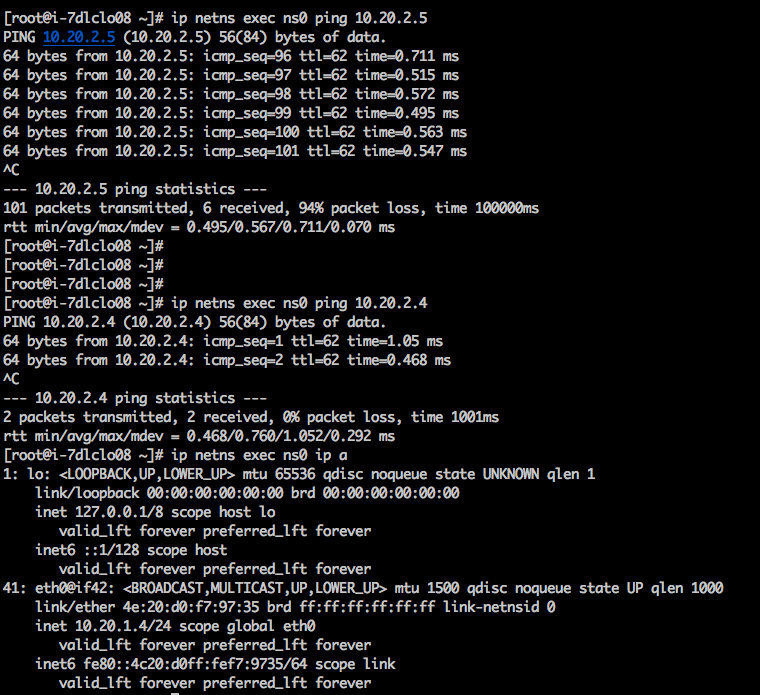 [root@i-7dlclo08 ~]# ip netns exec ns0 ping 10.20.2.5
PING 10.20.2.5 (10.20.2.5) 56(84) bytes of data.
64 bytes from 10.20.2.5: icmp_seq=96 ttl=62 time=0.711 ms
64 bytes from 10.20.2.5: icmp_seq=97 ttl=62 time=0.515 ms
64 bytes from 10.20.2.5: icmp_seq=98 ttl=62 time=0.572 ms
64 bytes from 10.20.2.5: icmp_seq=99 ttl=62 time=0.495 ms
64 bytes from 10.20.2.5: icmp_seq=100 ttl=62 time=0.563 ms
64 bytes from 10.20.2.5: icmp_seq=101 ttl=62 time=0.547 ms
^C
--- 10.20.2.5 ping statistics ---
101 packets transmitted, 6 received, 94% packet loss, time 100000ms
rtt min/avg/max/mdev = 0.495/0.567/0.711/0.070 ms
[root@i-7dlclo08 ~]#
[root@i-7dlclo08 ~]#
[root@i-7dlclo08 ~]#
[root@i-7dlclo08 ~]# ip netns exec ns0 ping 10.20.2.4
PING 10.20.2.4 (10.20.2.4) 56(84) bytes of data.
64 bytes from 10.20.2.4: icmp_seq=1 ttl=62 time=1.05 ms
64 bytes from 10.20.2.4: icmp_seq=2 ttl=62 time=0.468 ms
^C
--- 10.20.2.4 ping statistics ---
2 packets transmitted, 2 received, 0% packet loss, time 1001ms
rtt min/avg/max/mdev = 0.468/0.760/1.052/0.292 ms
[root@i-7dlclo08 ~]# ip netns exec ns0 ip a
1: lo: <LOOPBACK,UP,LOWER_UP> mtu 65536 qdisc noqueue state UNKNOWN qlen 1
    link/loopback 00:00:00:00:00:00 brd 00:00:00:00:00:00
    inet 127.0.0.1/8 scope host lo
       valid_lft forever preferred_lft forever
    inet6 ::1/128 scope host
       valid_lft forever preferred_lft forever
41: eth0@if42: <BROADCAST,MULTICAST,UP,LOWER_UP> mtu 1500 qdisc noqueue state UP qlen 1000
    link/ether 4e:20:d0:f7:97:35 brd ff:ff:ff:ff:ff:ff link-netnsid 0
    inet 10.20.1.4/24 scope global eth0
       valid_lft forever preferred_lft forever
    inet6 fe80::4c20:d0ff:fef7:9735/64 scope link
       valid_lft forever preferred_lft forever